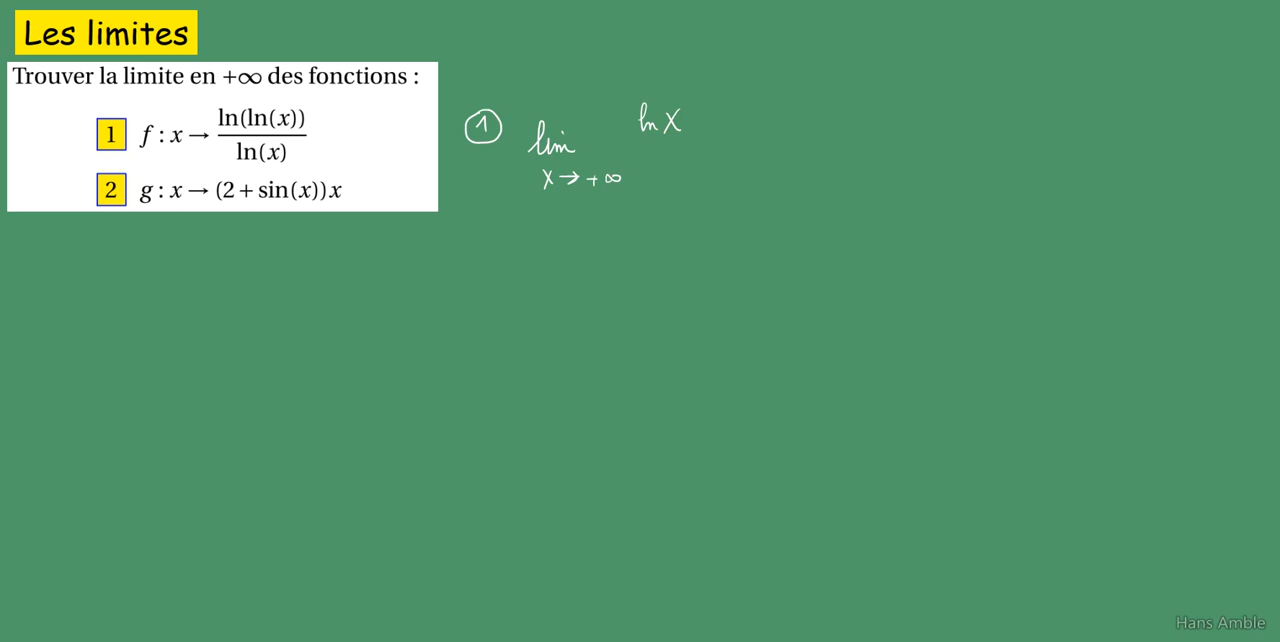 Les limites
Trouver la limite en +∞ des fonctions :
1 f : x → ln(ln(x)) / ln(x)
2 g : x → (2 + sin(x))x
① lim ln X
X → + ∞
Hans Amble